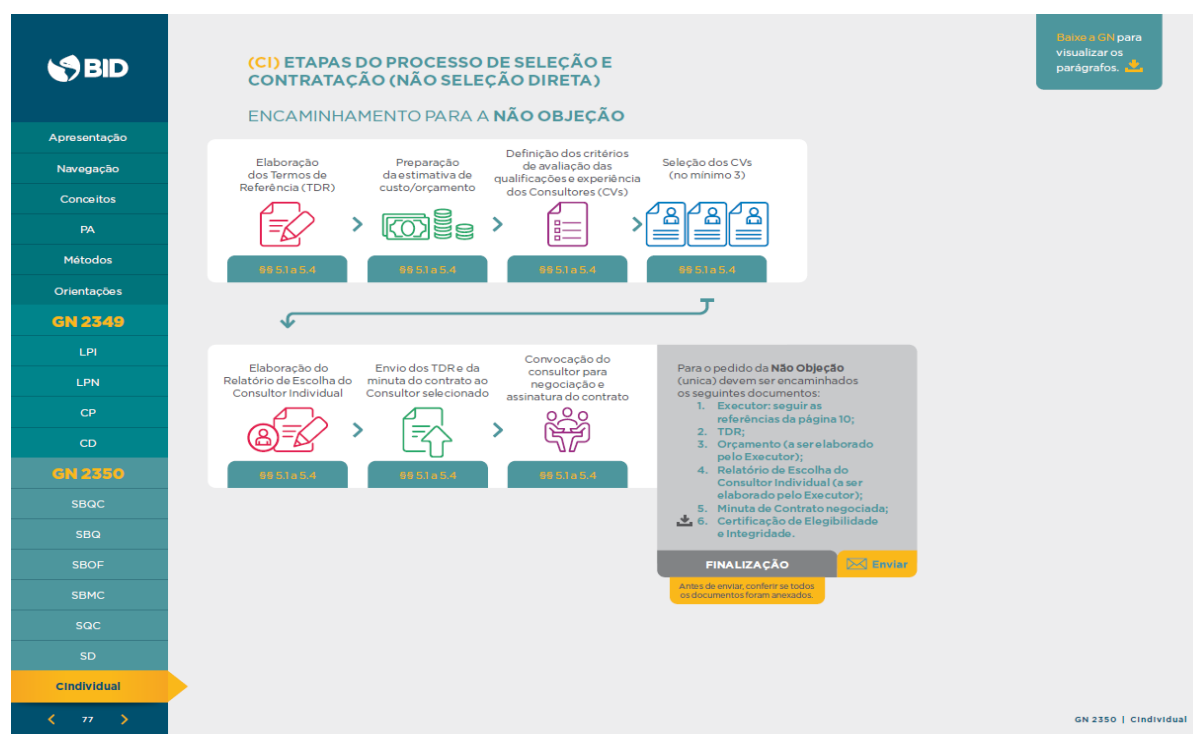 BID
Apresentação
Navegação
Conceitos
PA
Métodos
Orientações
GN 2349
LPI
LPN
CP
CD
GN 2350
SBQC
SBQ
SBOF
SBMC
SQC
SD
CIndividual
77
(CI) ETAPAS DO PROCESSO DE SELEÇÃO E
CONTRATAÇÃO (NÃO SELEÇÃO DIRETA)
ENCAMINHAMENTO PARA A NÃO OBJEÇÃO
Baixe a GN para
visualizar os
parágrafos.
Elaboração
dos Termos de
Referência (TDR)
§§ 5.1 a 5.4
Preparação
da estimativa de
custo/orçamento
§§ 5.1 a 5.4
Definição dos critérios
de avaliação das
qualificações e experiência
dos Consultores (CVs)
§§ 5.1 a 5.4
Seleção dos CVs
(no mínimo 3)
§§ 5.1 a 5.4
Elaboração do
Relatório de Escolha do
Consultor Individual
§§ 5.1 a 5.4
Envio dos TDR e da
minuta do contrato ao
Consultor selecionado
§§ 5.1 a 5.4
Convocação do
consultor para
negociação e
assinatura do contrato
§§ 5.1 a 5.4
Para o pedido da Não Objeção
(unica) devem ser encaminhados
os seguintes documentos:
1. Executor: seguir as
referências da página 10;
2. TDR;
3. Orçamento (a ser elaborado
pelo Executor);
4. Relatório de Escolha do
Consultor Individual (a ser
elaborado pelo Executor);
5. Minuta de Contrato negociada;
6. Certificação de Elegibilidade
e Integridade.
FINALIZAÇÃO
Enviar
Antes de enviar, conferir se todos
os documentos foram anexados.
GN 2350 | CIndividual